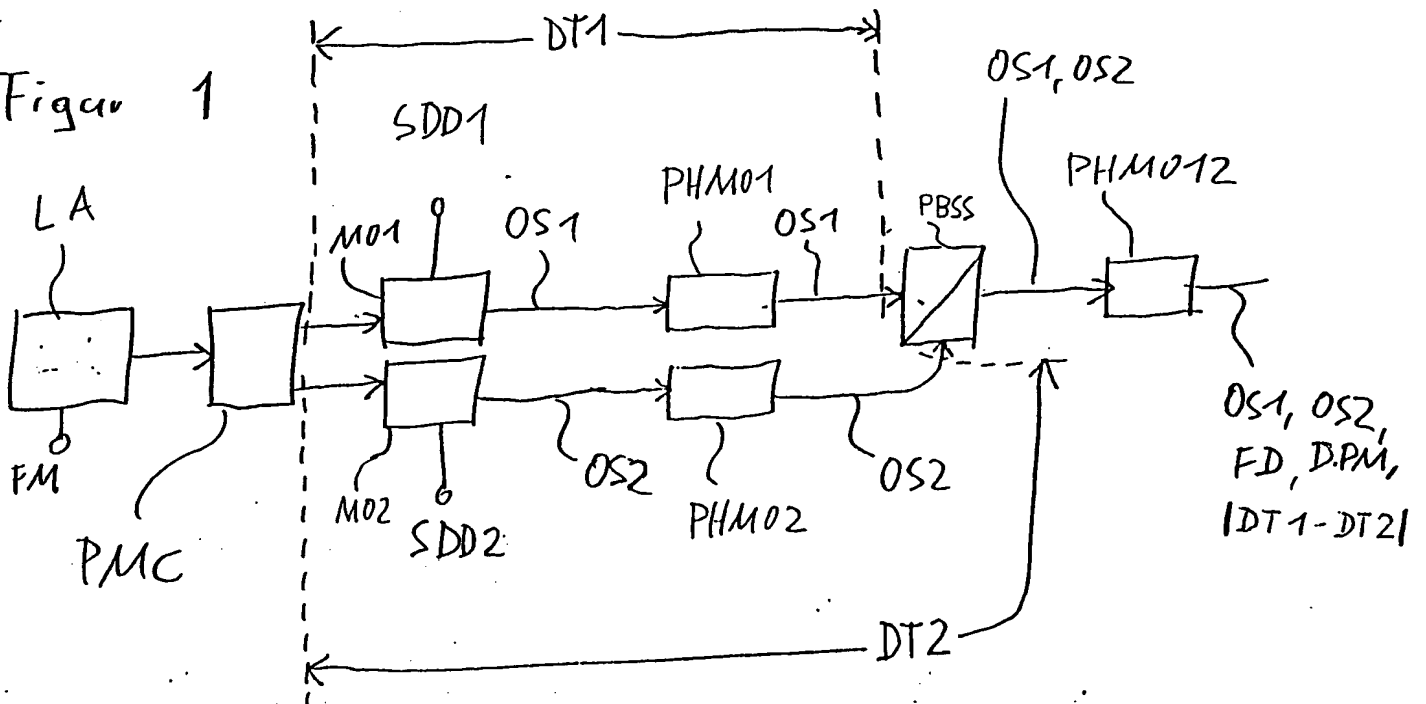 Figur 1
DT1
OS1, OS2
SDD1
LA
PHMO1
PHMO12
MO1
OS1
OS1
PBSS
FM
MO2
OS2
PHMO2
OS2
OS1, OS2,
FD, DPM,
|DT1-DT2|
SDD2
PMC
DT2